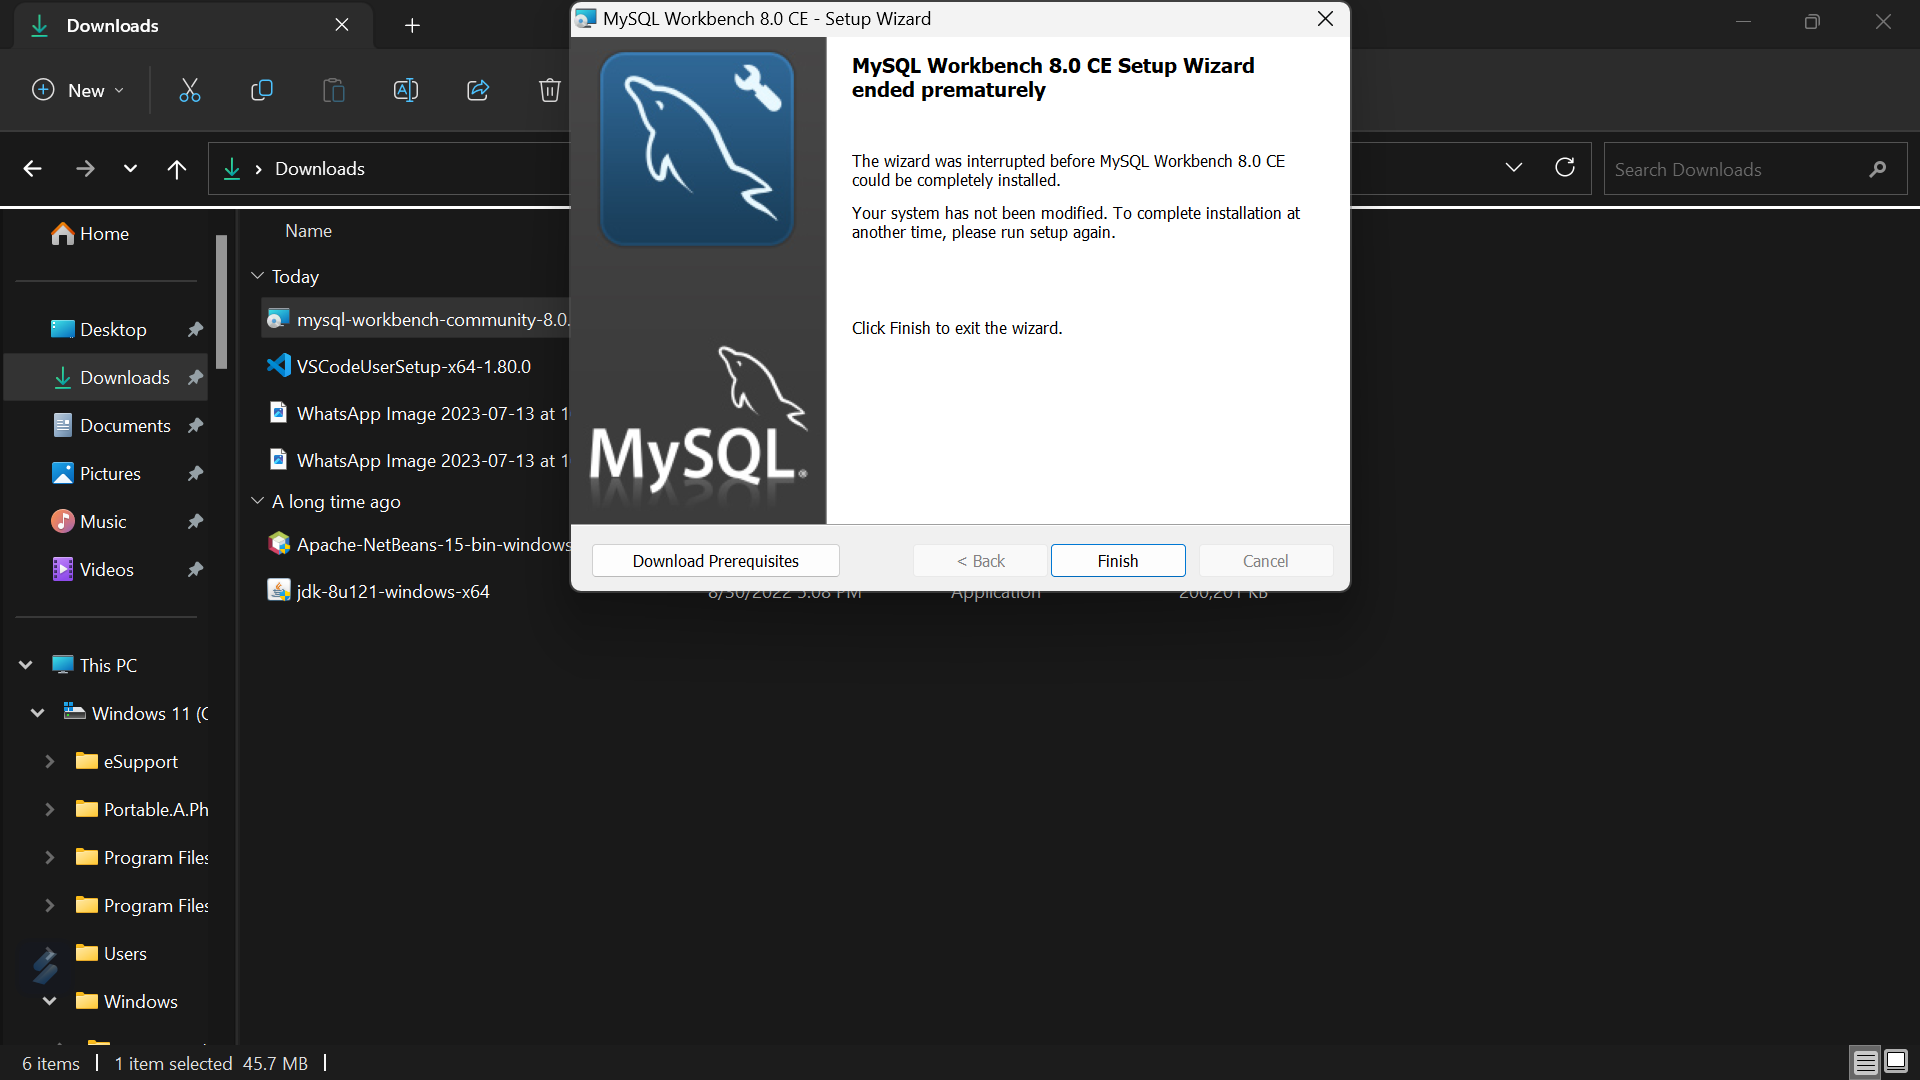 Downloads
MySQL Workbench 8.0 CE - Setup Wizard
New
Downloads
Search Downloads
Home
Desktop
Downloads
Documents
Pictures
Music
Videos
This PC
Windows 11 (C
eSupport
Portable.A.Ph
Program Files
Program Files
Users
Windows
Name
Today
mysql-workbench-community-8.0.
VSCodeUserSetup-x64-1.80.0
WhatsApp Image 2023-07-13 at 1
WhatsApp Image 2023-07-13 at 1
A long time ago
Apache-NetBeans-15-bin-windows
jdk-8u121-windows-x64
8/30/2022 5:08 PM
Application
200,201 KB
MySQL Workbench 8.0 CE Setup Wizard
ended prematurely
The wizard was interrupted before MySQL Workbench 8.0 CE
could be completely installed.
Your system has not been modified. To complete installation at
another time, please run setup again.
Click Finish to exit the wizard.
MySQL®
Download Prerequisites
< Back
Finish
Cancel
6 items
1 item selected 45.7 MB